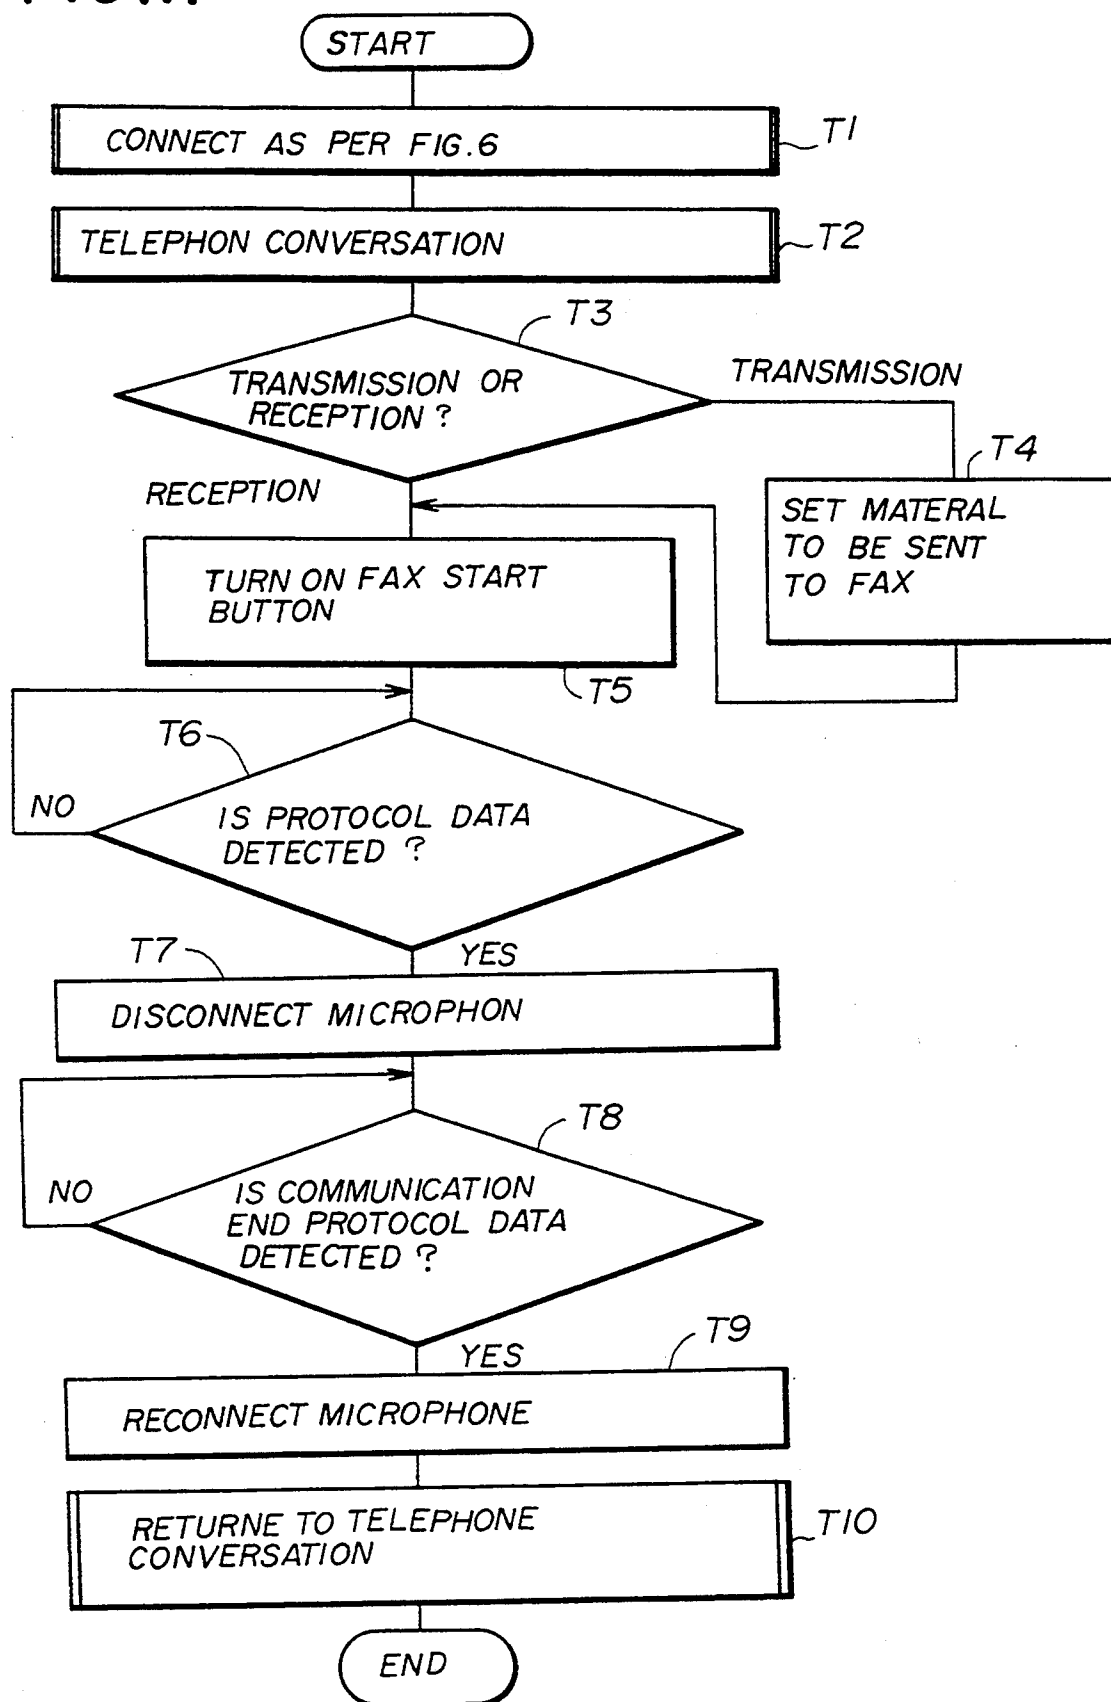 START
CONNECT AS PER FIG.6
T1
TELEPHON CONVERSATION
T2
T3
TRANSMISSION OR
RECEPTION ?
TRANSMISSION
T4
RECEPTION
SET MATERAL
TO BE SENT
TO FAX
TURN ON FAX START
BUTTON
T5
T6
NO
IS PROTOCOL DATA
DETECTED ?
YES
T7
DISCONNECT MICROPHON
T8
NO
IS COMMUNICATION
END PROTOCOL DATA
DETECTED ?
YES
T9
RECONNECT MICROPHONE
RETURNE TO TELEPHONE
CONVERSATION
T10
END